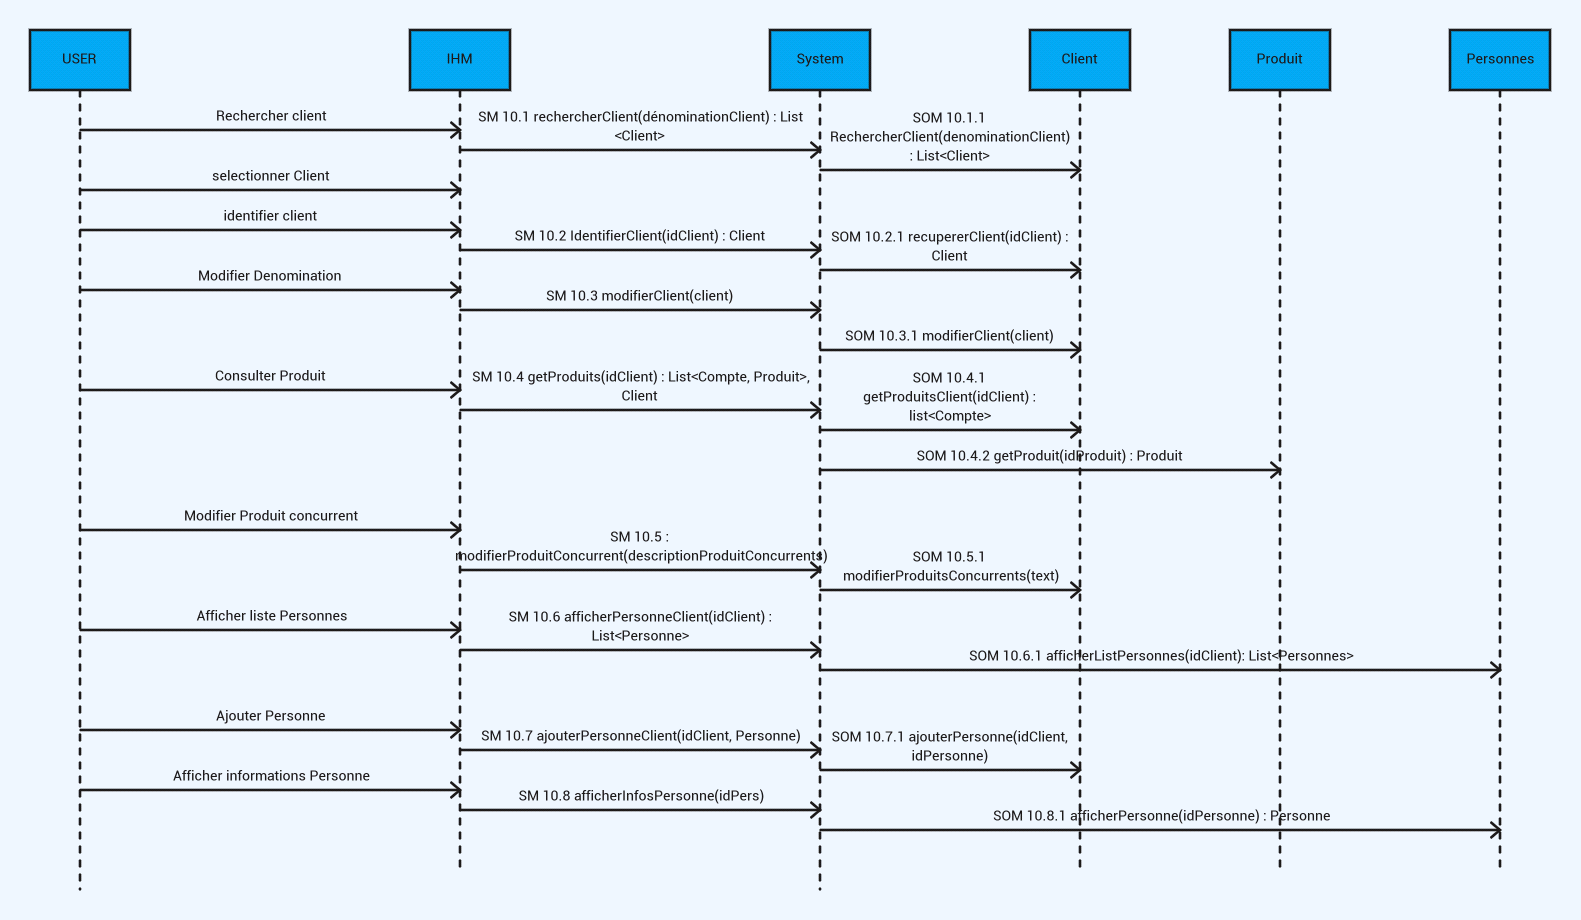 USER
IHM
System
Client
Produit
Personnes
Rechercher client
SM 10.1 rechercherClient(dénominationClient) : List
<Client>
SOM 10.1.1
RechercherClient(denominationClient)
: List<Client>
selectionner Client
identifier client
SM 10.2 IdentifierClient(idClient) : Client
SOM 10.2.1 recupererClient(idClient) :
Client
Modifier Denomination
SM 10.3 modifierClient(client)
SOM 10.3.1 modifierClient(client)
Consulter Produit
SM 10.4 getProduits(idClient) : List<Compte, Produit>,
Client
SOM 10.4.1
getProduitsClient(idClient) :
list<Compte>
SOM 10.4.2 getProduit(idProduit) : Produit
Modifier Produit concurrent
SM 10.5 :
modifierProduitConcurrent(descriptionProduitConcurrents)
SOM 10.5.1
modifierProduitsConcurrents(text)
Afficher liste Personnes
SM 10.6 afficherPersonneClient(idClient) :
List<Personne>
SOM 10.6.1 afficherListPersonnes(idClient): List<Personnes>
Ajouter Personne
SM 10.7 ajouterPersonneClient(idClient, Personne)
SOM 10.7.1 ajouterPersonne(idClient,
idPersonne)
Afficher informations Personne
SM 10.8 afficherInfosPersonne(idPers)
SOM 10.8.1 afficherPersonne(idPersonne) : Personne